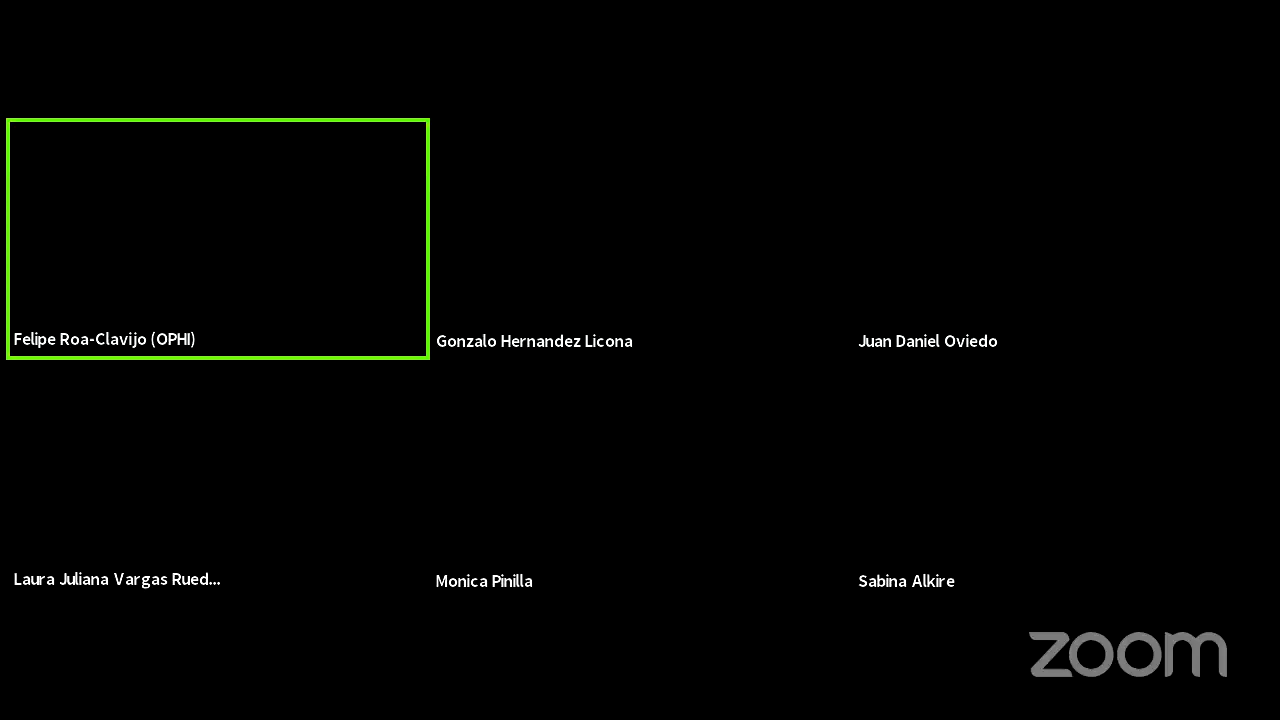 Felipe Roa-Clavijo (OPHI)
Gonzalo Hernandez Licona
Juan Daniel Oviedo
Laura Juliana Vargas Rued...
Monica Pinilla
Sabina Alkire
zoom